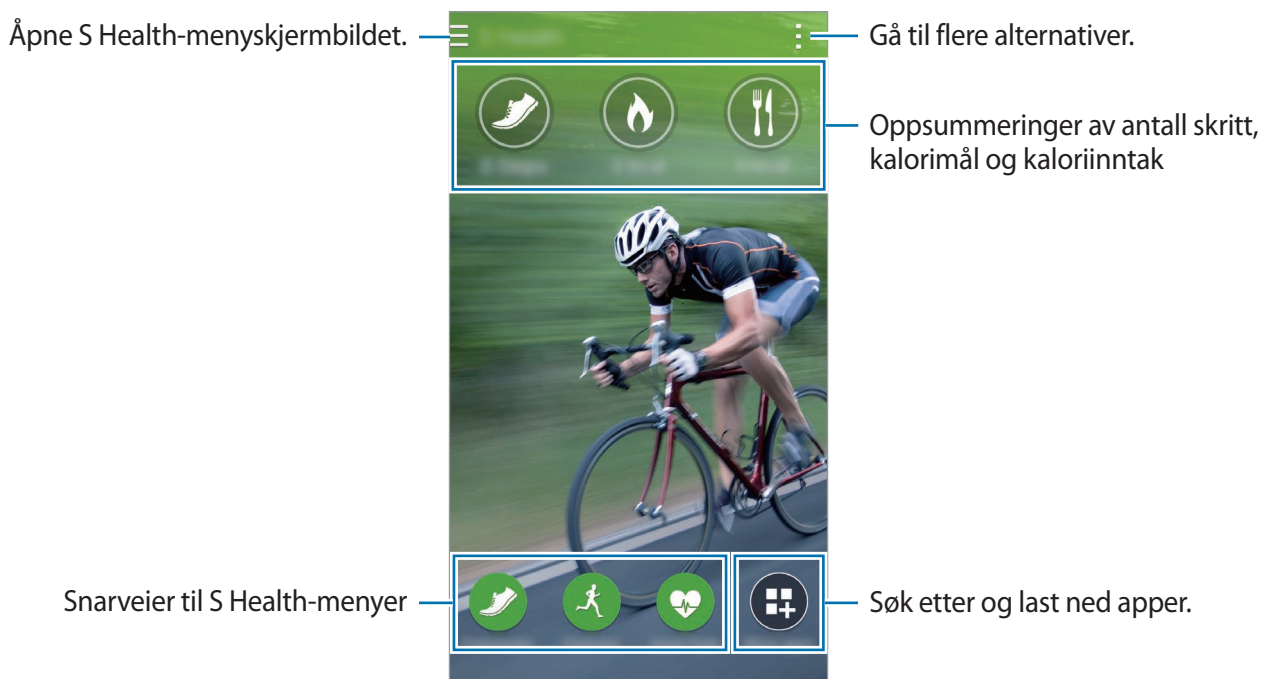 Åpne S Health-menyskjermbildet.
Gå til flere alternativer.
Oppsummeringer av antall skritt,
kalorimål og kaloriinntak
Snarveier til S Health-menyer
Søk etter og last ned apper.